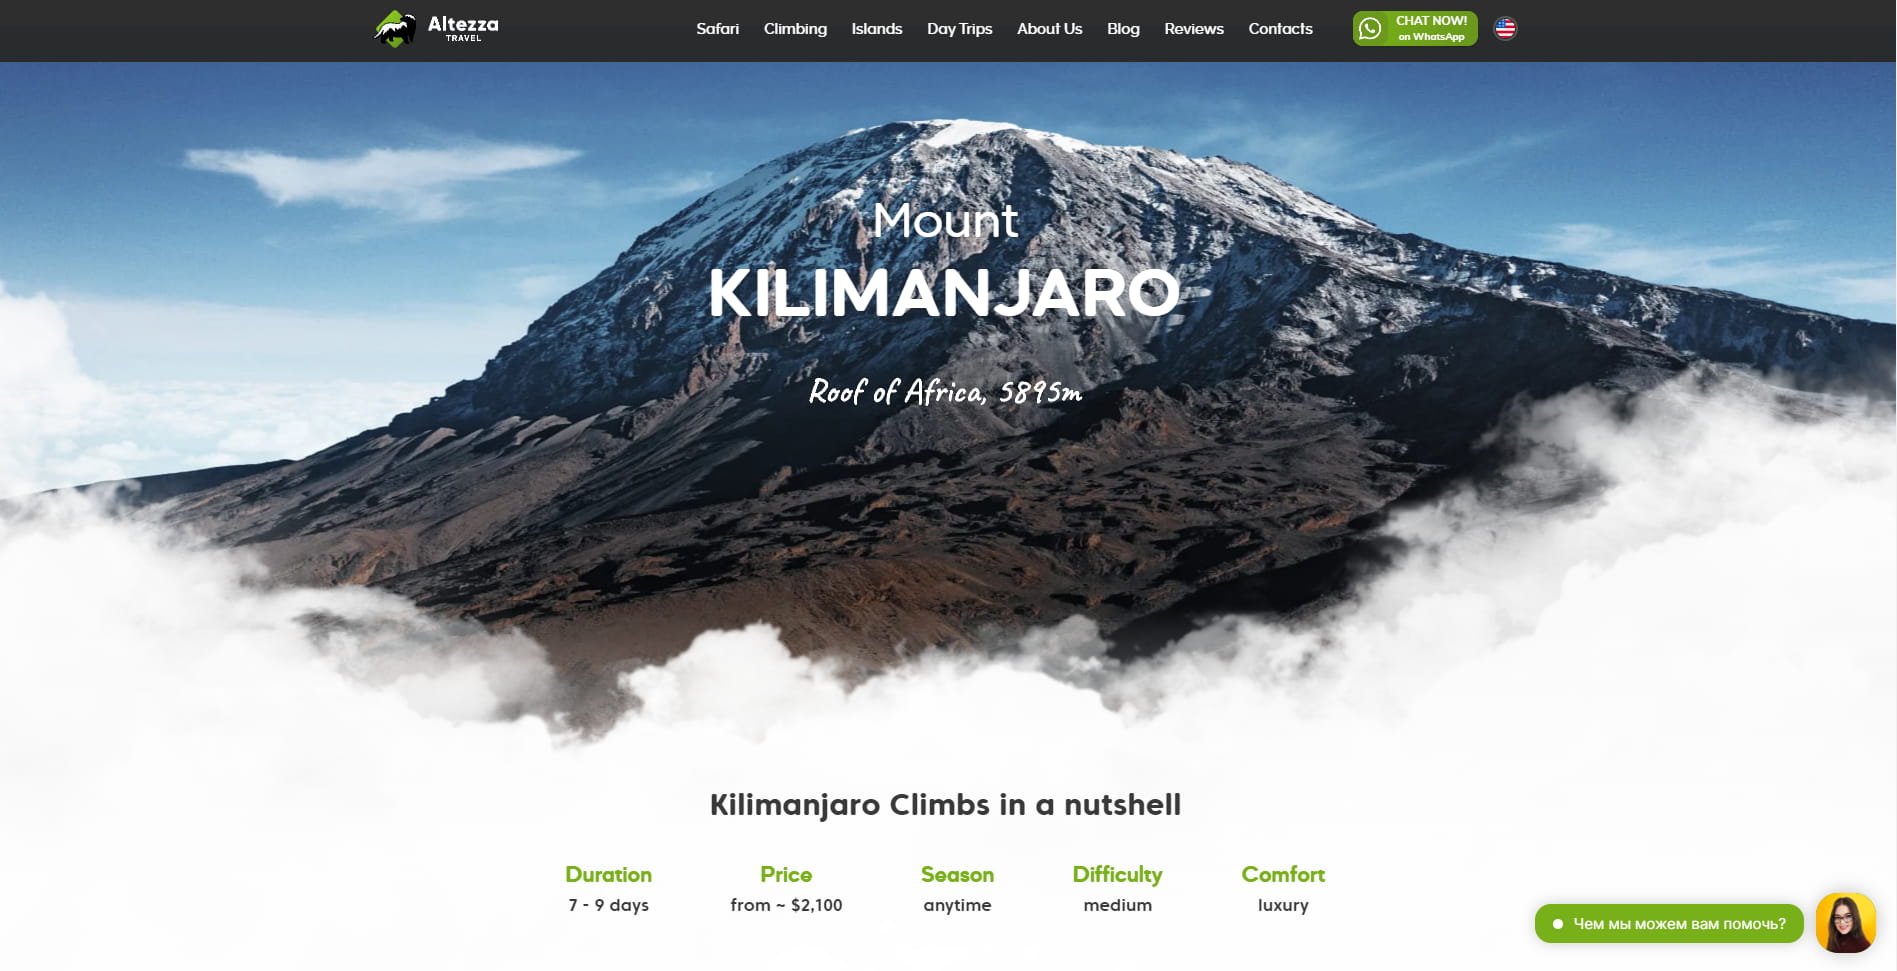 Altezza
TRAVEL
Safari
Climbing
Islands
Day Trips
About Us
Blog
Reviews
Contacts
CHAT NOW!
on WhatsApp
Mount
KILIMANJARO
Roof of Africa, 5895m
Kilimanjaro Climbs in a nutshell
Duration
7 - 9 days
Price
from ~ $2,100
Season
anytime
Difficulty
medium
Comfort
luxury
Чем мы можем вам помочь?